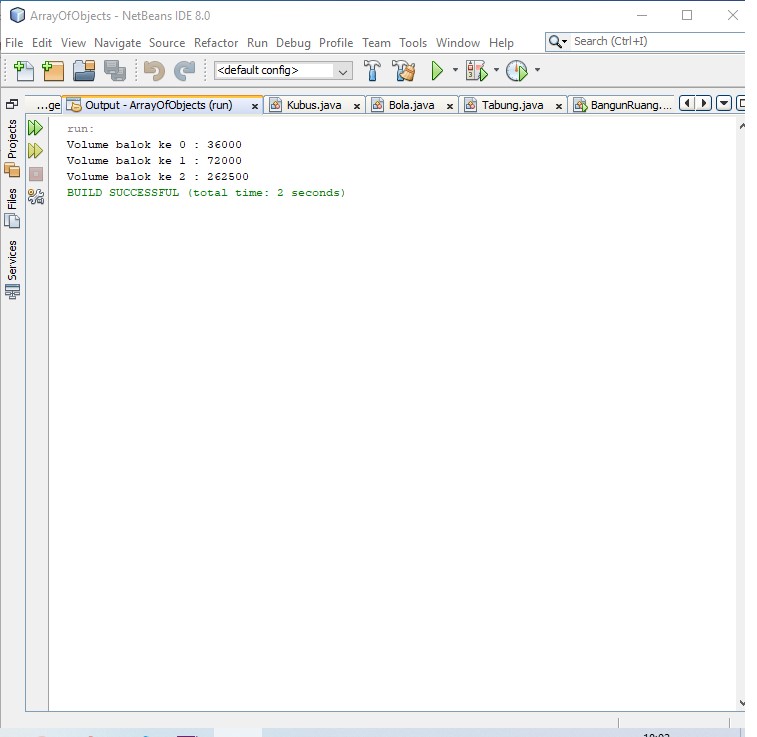 ArrayOfObjects - NetBeans IDE 8.0
File Edit View Navigate Source Refactor Run Debug Profile Team Tools Window Help
Search (Ctrl+I)
<default config>
...ge Output - ArrayOfObjects (run) Kubus.java Bola.java Tabung.java BangunRuang....
Projects
Files
Services
run:
Volume balok ke 0 : 36000
Volume balok ke 1 : 72000
Volume balok ke 2 : 262500
BUILD SUCCESSFUL (total time: 2 seconds)